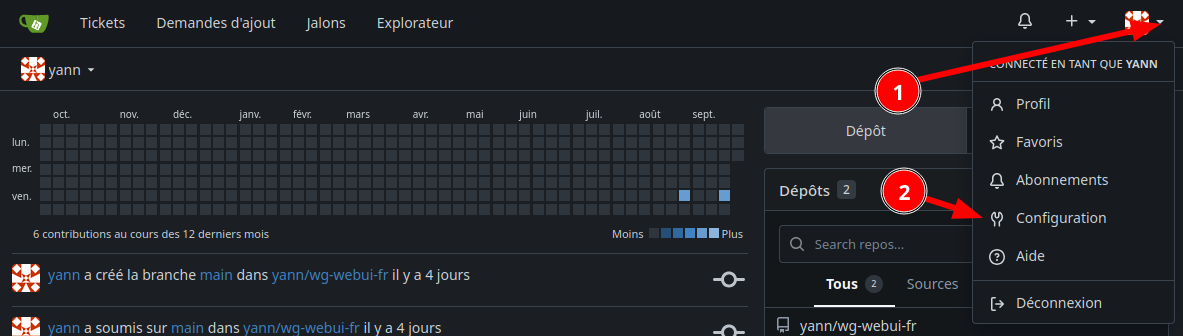 Tickets Demandes d'ajout Jalons Explorateur
yann
CONNECTÉ EN TANT QUE YANN
1
Profil
Favoris
Abonnements
2
Configuration
Aide
Déconnexion
oct. nov. déc. janv. févr. mars avr. mai juin juil. août sept.
lun.
mer.
ven.
6 contributions au cours des 12 derniers mois
Moins Plus
yann a créé la branche main dans yann/wg-webui-fr il y a 4 jours
yann a soumis sur main dans yann/wg-webui-fr il y a 4 jours
Dépôt
Dépôts 2
Search repos...
Tous 2 Sources
yann/wg-webui-fr